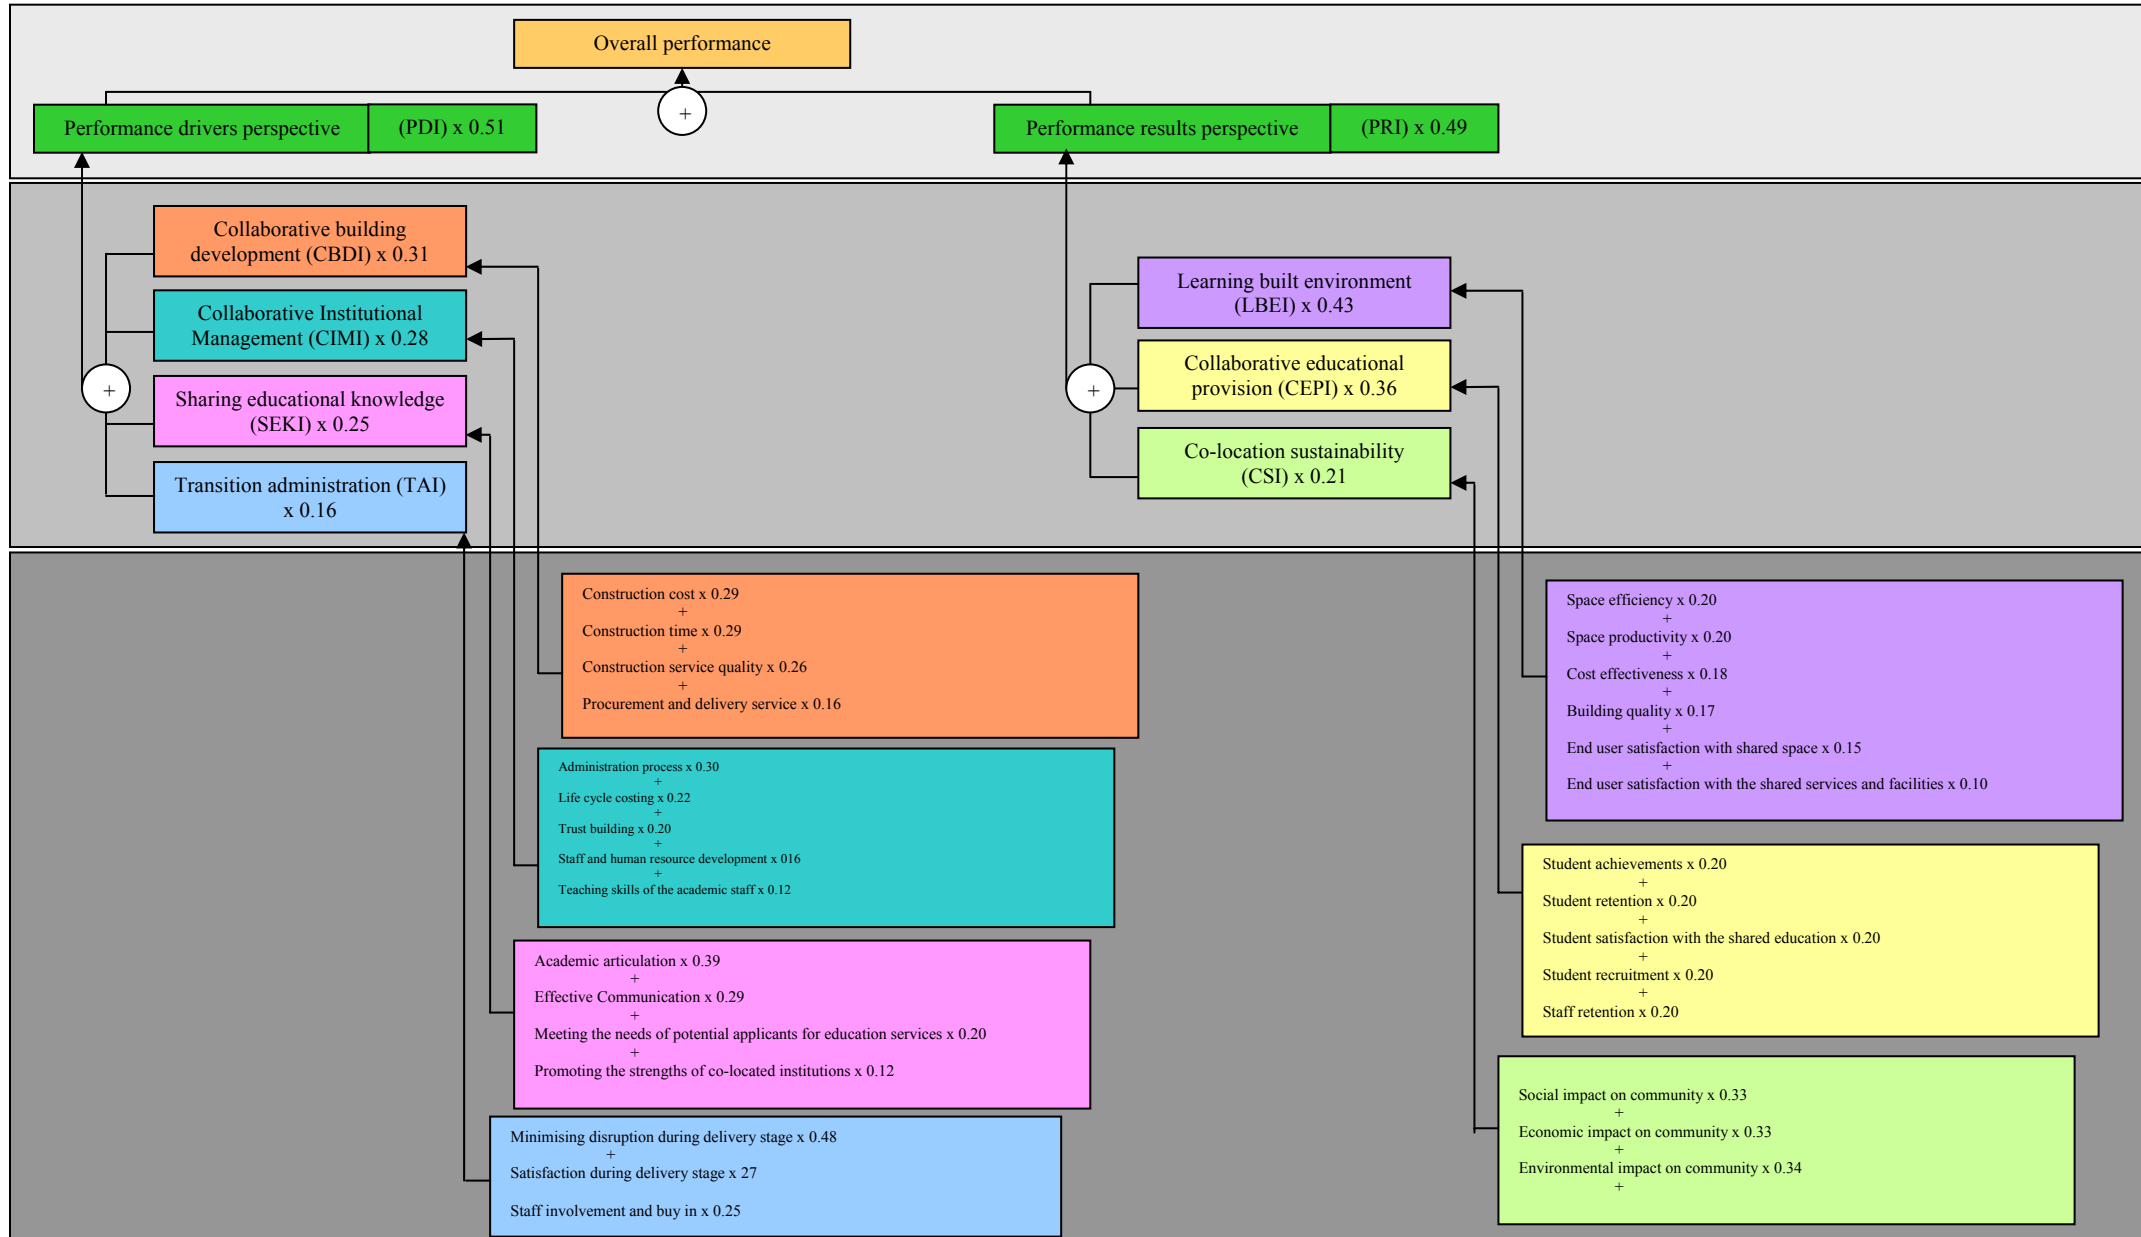 Overall performance
+
Performance drivers perspective
(PDI) x 0.51
Performance results perspective
(PRI) x 0.49
Collaborative building
development (CBDI) x 0.31
Collaborative Institutional
Management (CIMI) x 0.28
+
Sharing educational knowledge
(SEKI) x 0.25
Transition administration (TAI)
x 0.16
Learning built environment
(LBEI) x 0.43
+
Collaborative educational
provision (CEPI) x 0.36
Co-location sustainability
(CSI) x 0.21
Construction cost x 0.29
+
Construction time x 0.29
+
Construction service quality x 0.26
+
Procurement and delivery service x 0.16
Administration process x 0.30
+
Life cycle costing x 0.22
+
Trust building x 0.20
+
Staff and human resource development x 016
+
Teaching skills of the academic staff x 0.12
Academic articulation x 0.39
+
Effective Communication x 0.29
+
Meeting the needs of potential applicants for education services x 0.20
+
Promoting the strengths of co-located institutions x 0.12
Minimising disruption during delivery stage x 0.48
+
Satisfaction during delivery stage x 27
Staff involvement and buy in x 0.25
Space efficiency x 0.20
+
Space productivity x 0.20
+
Cost effectiveness x 0.18
+
Building quality x 0.17
+
End user satisfaction with shared space x 0.15
+
End user satisfaction with the shared services and facilities x 0.10
Student achievements x 0.20
+
Student retention x 0.20
+
Student satisfaction with the shared education x 0.20
+
Student recruitment x 0.20
+
Staff retention x 0.20
Social impact on community x 0.33
+
Economic impact on community x 0.33
+
Environmental impact on community x 0.34
+